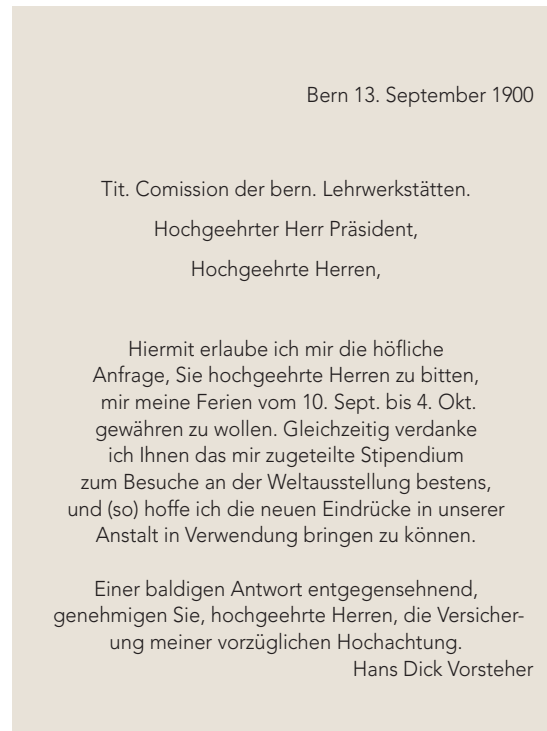 Bern 13. September 1900
Tit. Comission der bern. Lehrwerkstätten.
Hochgeehrter Herr Präsident,
Hochgeehrte Herren,
Hiermit erlaube ich mir die höfliche
Anfrage, Sie hochgeehrte Herren zu bitten,
mir meine Ferien vom 10. Sept. bis 4. Okt.
gewähren zu wollen. Gleichzeitig verdanke
ich Ihnen das mir zugeteilte Stipendium
zum Besuche an der Weltausstellung bestens,
und (so) hoffe ich die neuen Eindrücke in unserer
Anstalt in Verwendung bringen zu können.
Einer baldigen Antwort entgegensehnend,
genehmigen Sie, hochgeehrte Herren, die Versicher-
ung meiner vorzüglichen Hochachtung.
Hans Dick Vorsteher